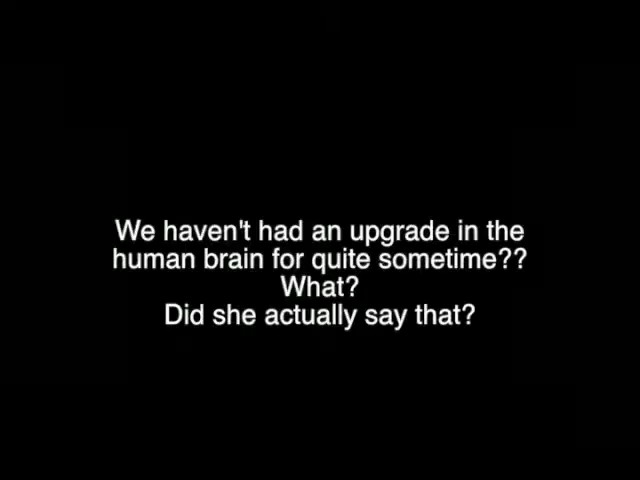 We haven't had an upgrade in the
human brain for quite sometime??
What?
Did she actually say that?